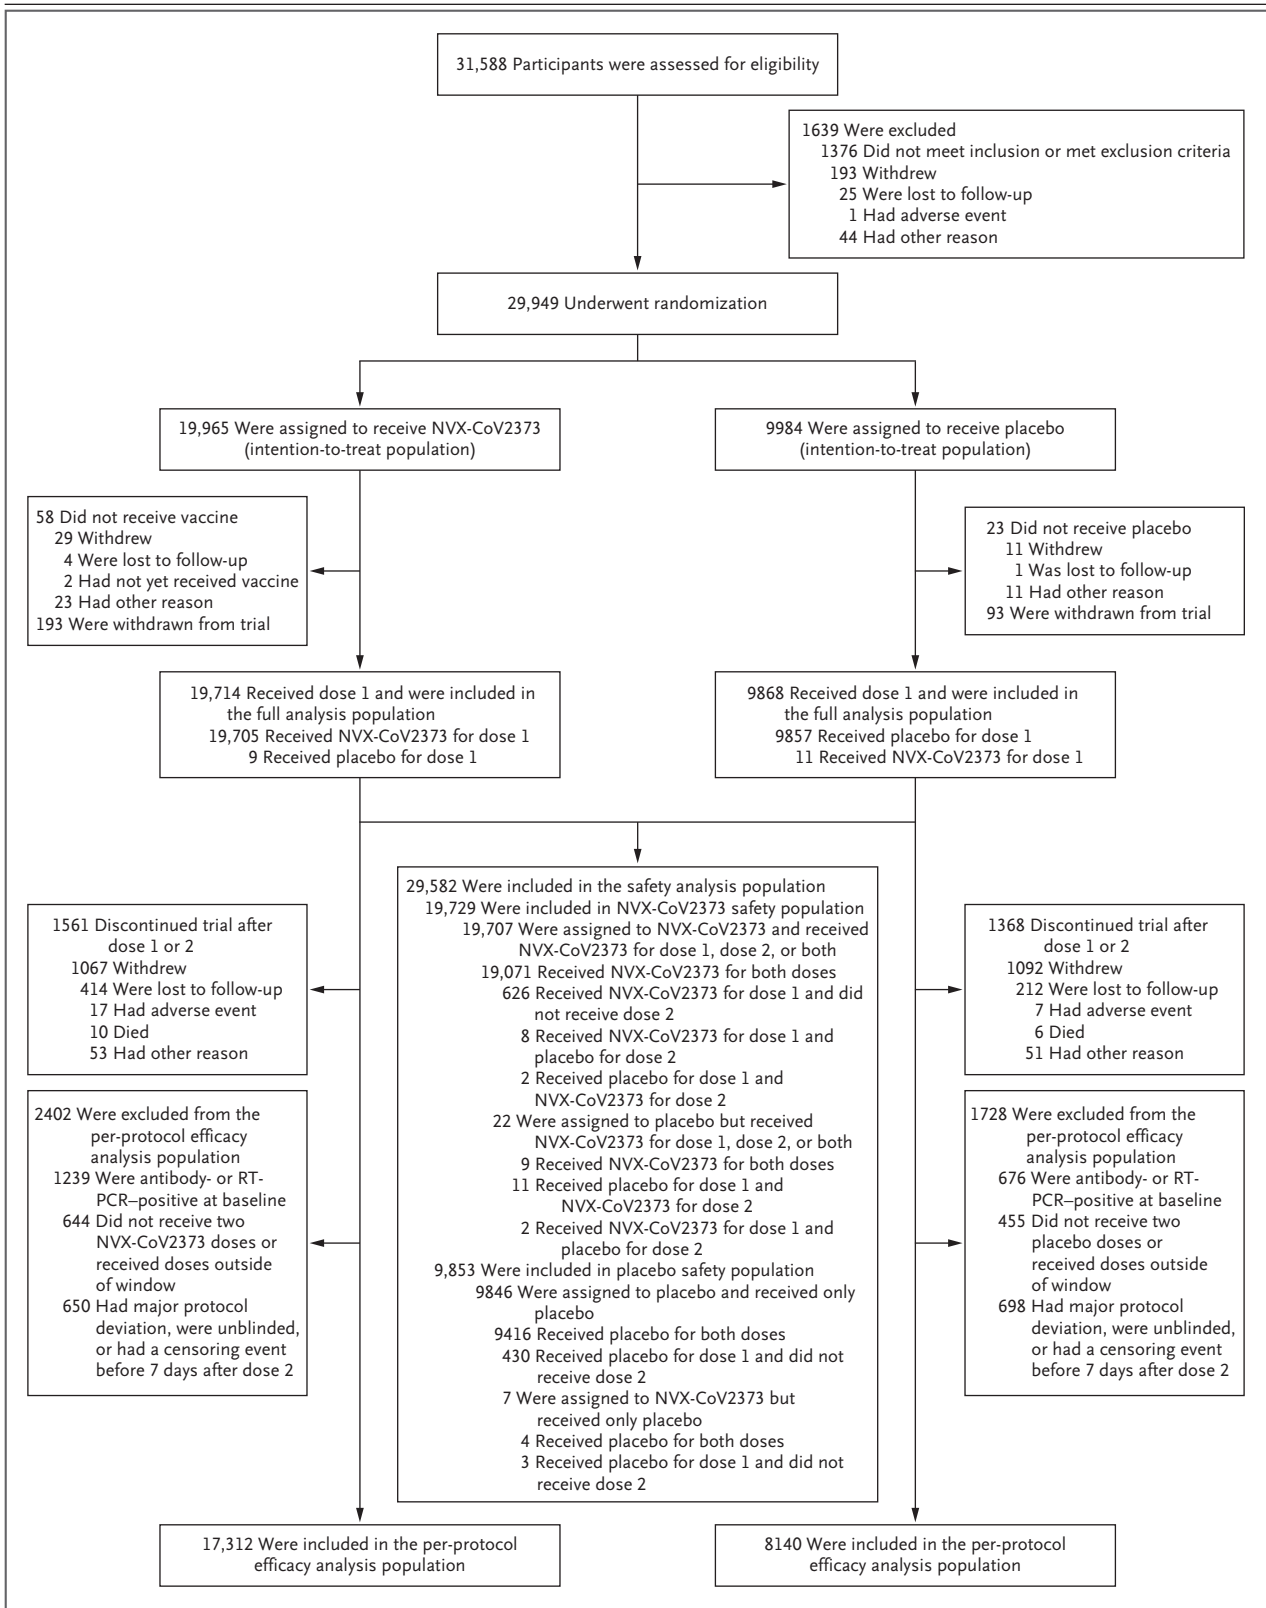 31,588 Participants were assessed for eligibility
1639 Were excluded
1376 Did not meet inclusion or met exclusion criteria
193 Withdrew
25 Were lost to follow-up
1 Had adverse event
44 Had other reason
29,949 Underwent randomization
19,965 Were assigned to receive NVX-CoV2373
(intention-to-treat population)
9984 Were assigned to receive placebo
(intention-to-treat population)
58 Did not receive vaccine
29 Withdrew
4 Were lost to follow-up
2 Had not yet received vaccine
23 Had other reason
193 Were withdrawn from trial
23 Did not receive placebo
11 Withdrew
1 Was lost to follow-up
11 Had other reason
93 Were withdrawn from trial
19,714 Received dose 1 and were included in
the full analysis population
19,705 Received NVX-CoV2373 for dose 1
9 Received placebo for dose 1
9868 Received dose 1 and were included in
the full analysis population
9857 Received placebo for dose 1
11 Received NVX-CoV2373 for dose 1
29,582 Were included in the safety analysis population
19,729 Were included in NVX-CoV2373 safety population
19,707 Were assigned to NVX-CoV2373 and received
NVX-CoV2373 for dose 1, dose 2, or both
19,071 Received NVX-CoV2373 for both doses
626 Received NVX-CoV2373 for dose 1 and did
not receive dose 2
8 Received NVX-CoV2373 for dose 1 and
placebo for dose 2
2 Received placebo for dose 1 and
NVX-CoV2373 for dose 2
22 Were assigned to placebo but received
NVX-CoV2373 for dose 1, dose 2, or both
9 Received NVX-CoV2373 for both doses
11 Received placebo for dose 1 and
NVX-CoV2373 for dose 2
2 Received NVX-CoV2373 for dose 1 and
placebo for dose 2
9,853 Were included in placebo safety population
9846 Were assigned to placebo and received only
placebo
9416 Received placebo for both doses
430 Received placebo for dose 1 and did not
receive dose 2
7 Were assigned to NVX-CoV2373 but
received only placebo
4 Received placebo for both doses
3 Received placebo for dose 1 and did not
receive dose 2
1561 Discontinued trial after
dose 1 or 2
1067 Withdrew
414 Were lost to follow-up
17 Had adverse event
10 Died
53 Had other reason
1368 Discontinued trial after
dose 1 or 2
1092 Withdrew
212 Were lost to follow-up
7 Had adverse event
6 Died
51 Had other reason
2402 Were excluded from the
per-protocol efficacy
analysis population
1239 Were antibody- or RT-
PCR–positive at baseline
644 Did not receive two
NVX-CoV2373 doses or
received doses outside
of window
650 Had major protocol
deviation, were unblinded,
or had a censoring event
before 7 days after dose 2
1728 Were excluded from the
per-protocol efficacy
analysis population
676 Were antibody- or RT-
PCR–positive at baseline
455 Did not receive two
placebo doses or
received doses outside
of window
698 Had major protocol
deviation, were unblinded,
or had a censoring event
before 7 days after dose 2
17,312 Were included in the per-protocol
efficacy analysis population
8140 Were included in the per-protocol
efficacy analysis population